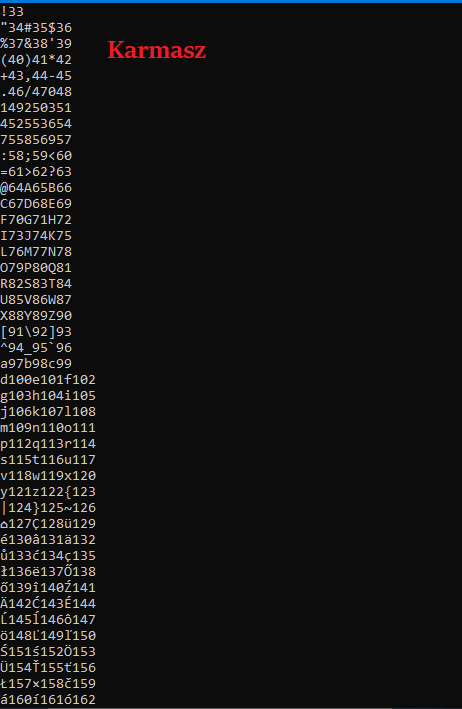 !33
"34#35$36
%37&38'39
(40)41*42
+43,44-45
.46/47048
149250351
452553654
755856957
:58;59<60
=61>62?63
@64A65B66
C67D68E69
F70G71H72
I73J74K75
L76M77N78
O79P80Q81
R82S83T84
U85V86W87
X88Y89Z90
[91\92]93
^94_95`96
a97b98c99
d100e101f102
g103h104i105
j106k107l108
m109n110o111
p112q113r114
s115t116u117
v118w119x120
y121z122{123
|124}125~126
⌂127Ç128ü129
é130â131ä132
ů133ć134ç135
ł136ë137Ő138
ő139î140Ź141
Ä142Ć143É144
Ĺ145ĺ146ô147
ö148Ľ149ľ150
Ś151ś152Ö153
Ü154Ť155ť156
Ł157×158č159
á160í161ó162
Karmasz